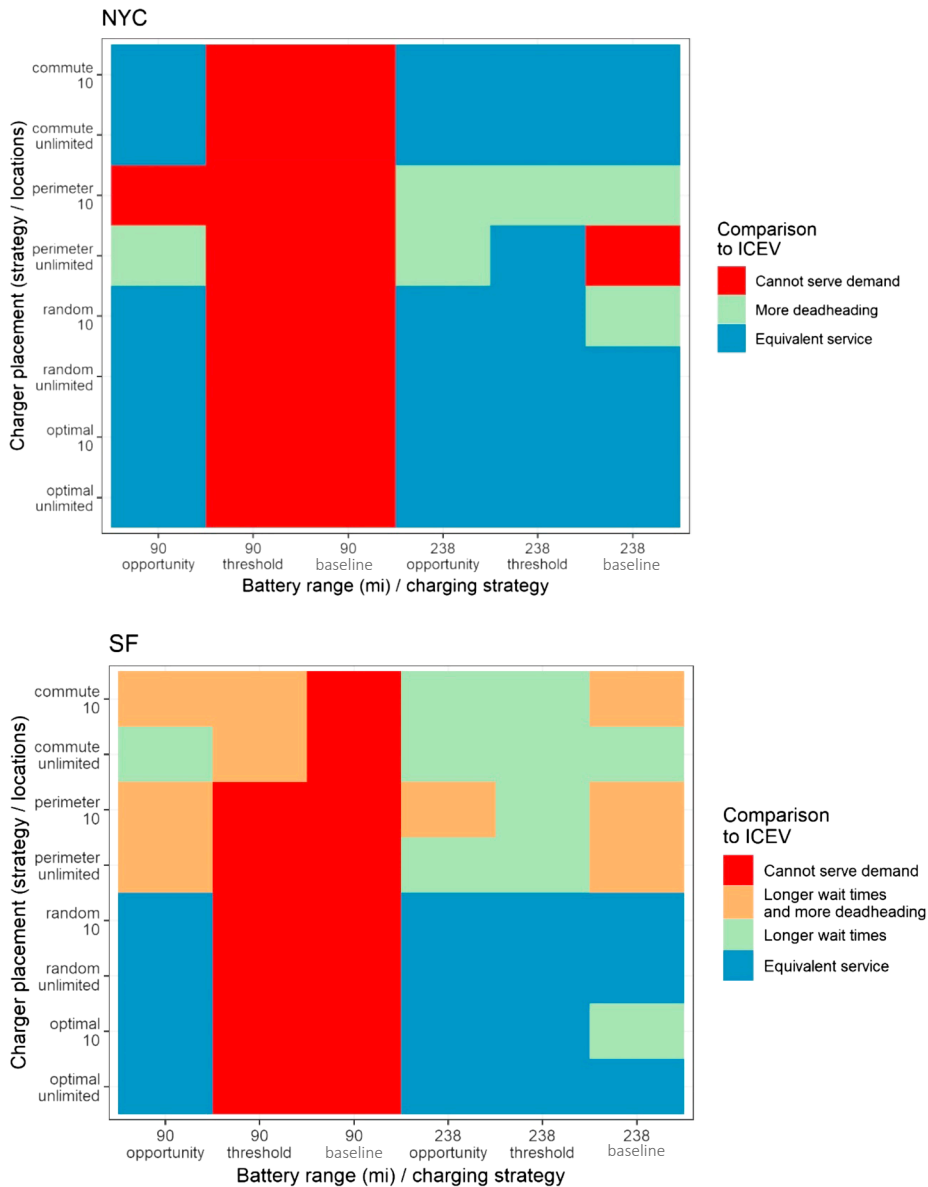 NYC
Charger placement (strategy / locations)
commute
10
commute
unlimited
perimeter
10
perimeter
unlimited
random
10
random
unlimited
optimal
10
optimal
unlimited
90
opportunity
90
threshold
90
baseline
238
opportunity
238
threshold
238
baseline
Battery range (mi) / charging strategy
Comparison
to ICEV
Cannot serve demand
More deadheading
Equivalent service
SF
Charger placement (strategy / locations)
commute
10
commute
unlimited
perimeter
10
perimeter
unlimited
random
10
random
unlimited
optimal
10
optimal
unlimited
90
opportunity
90
threshold
90
baseline
238
opportunity
238
threshold
238
baseline
Battery range (mi) / charging strategy
Comparison
to ICEV
Cannot serve demand
Longer wait times
and more deadheading
Longer wait times
Equivalent service